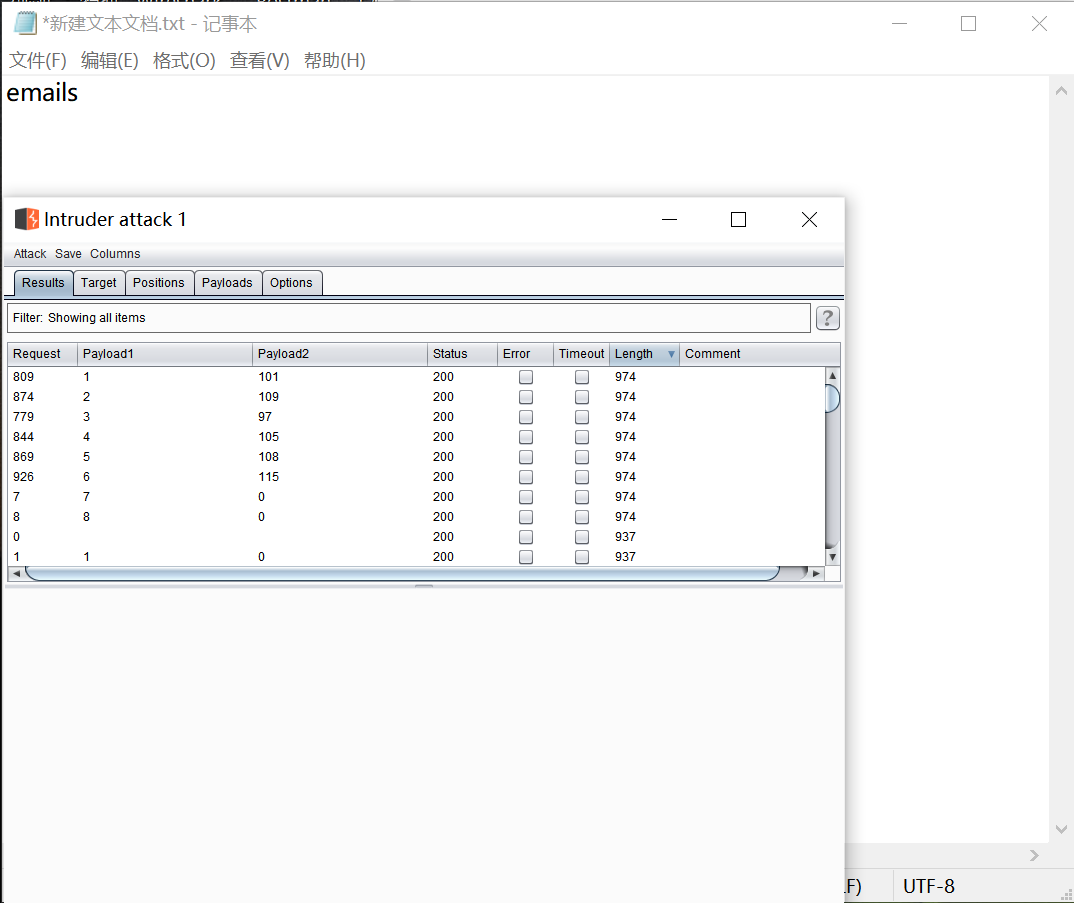 *新建文本文档.txt - 记事本
文件(F) 编辑(E) 格式(O) 查看(V) 帮助(H)
emails
Intruder attack 1
Attack Save Columns
Results Target Positions Payloads Options
Filter: Showing all items ?
Request Payload1 Payload2 Status Error Timeout Length Comment
809 1 101 200 974
874 2 109 200 974
779 3 97 200 974
844 4 105 200 974
869 5 108 200 974
926 6 115 200 974
7 7 0 200 974
8 8 0 200 974
0 200 937
1 1 0 200 937
UTF-8